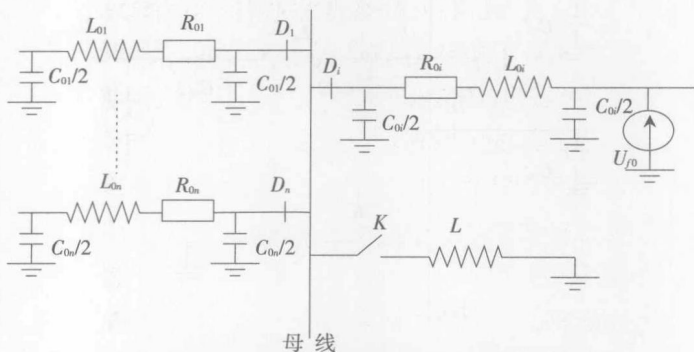 L₀₁ R₀₁ D₁
C₀₁/2 C₀₁/2
Dᵢ R₀ᵢ L₀ᵢ
C₀ᵢ/2 C₀ᵢ/2
U_f0
L₀ₙ R₀ₙ Dₙ
C₀ₙ/2 C₀ₙ/2
K L
母线